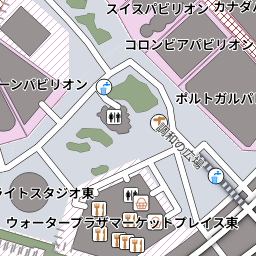 スイスパビリオン
カナダパ
コロンビアパビリオン
ーンパビリオン
ポルトガルパビ
調和の広場
ライトスタジオ東
ウォータープラザマーケットプレイス東